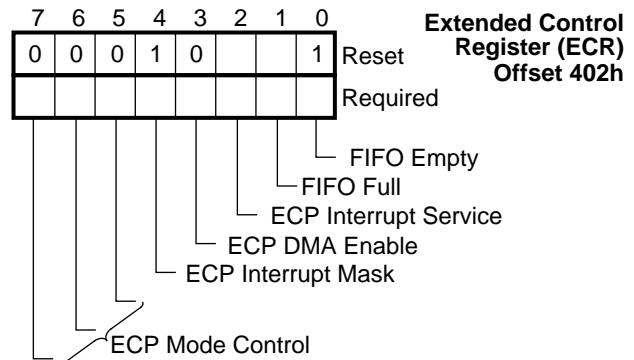 7 6 5 4 3 2 1 0
Extended Control
Register (ECR)
Offset 402h
0 0 0 1 0 1 Reset
Required
FIFO Empty
FIFO Full
ECP Interrupt Service
ECP DMA Enable
ECP Interrupt Mask
ECP Mode Control